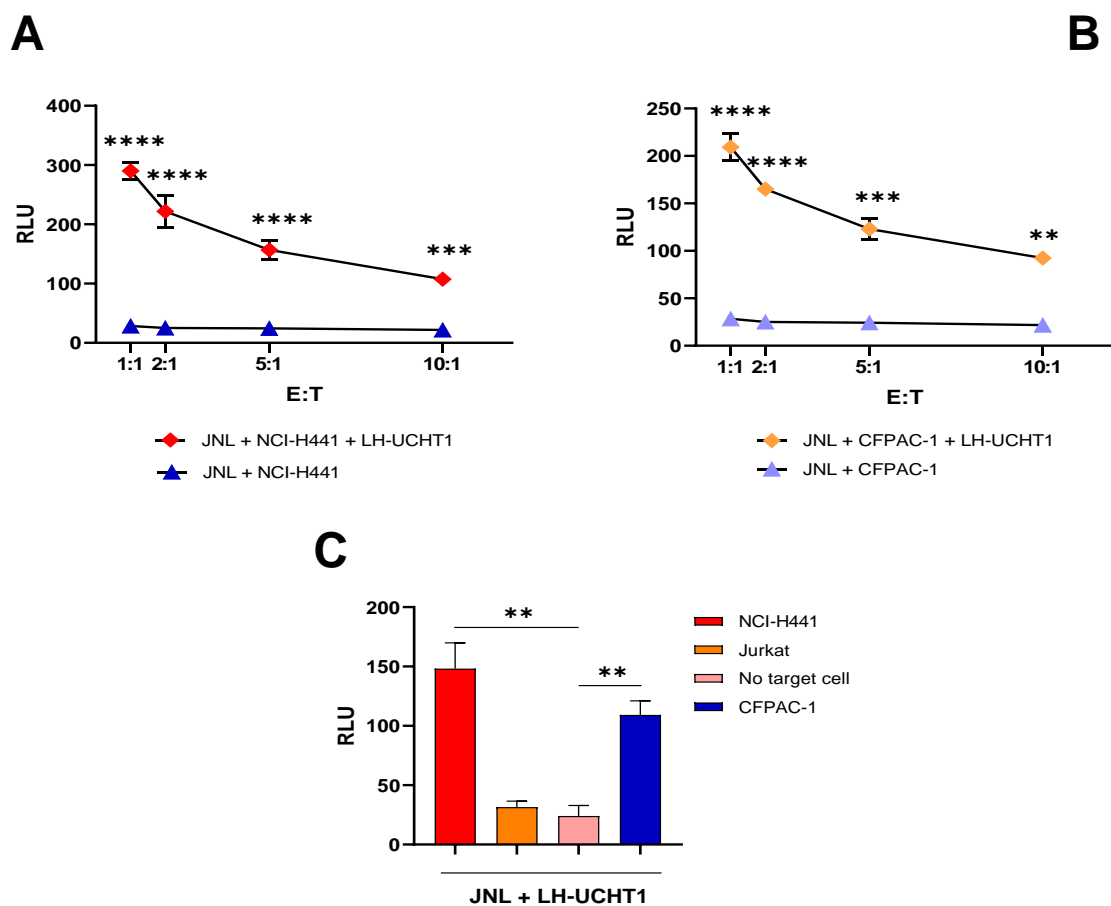 A
B
RLU
400
300
200
100
0
****
****
****
***
1:1 2:1 5:1 10:1
E:T
JNL + NCI-H441 + LH-UCHT1
JNL + NCI-H441
RLU
250
200
150
100
50
0
****
****
***
**
1:1 2:1 5:1 10:1
E:T
JNL + CFPAC-1 + LH-UCHT1
JNL + CFPAC-1
C
RLU
200
150
100
50
0
**
**
NCI-H441
Jurkat
No target cell
CFPAC-1
JNL + LH-UCHT1